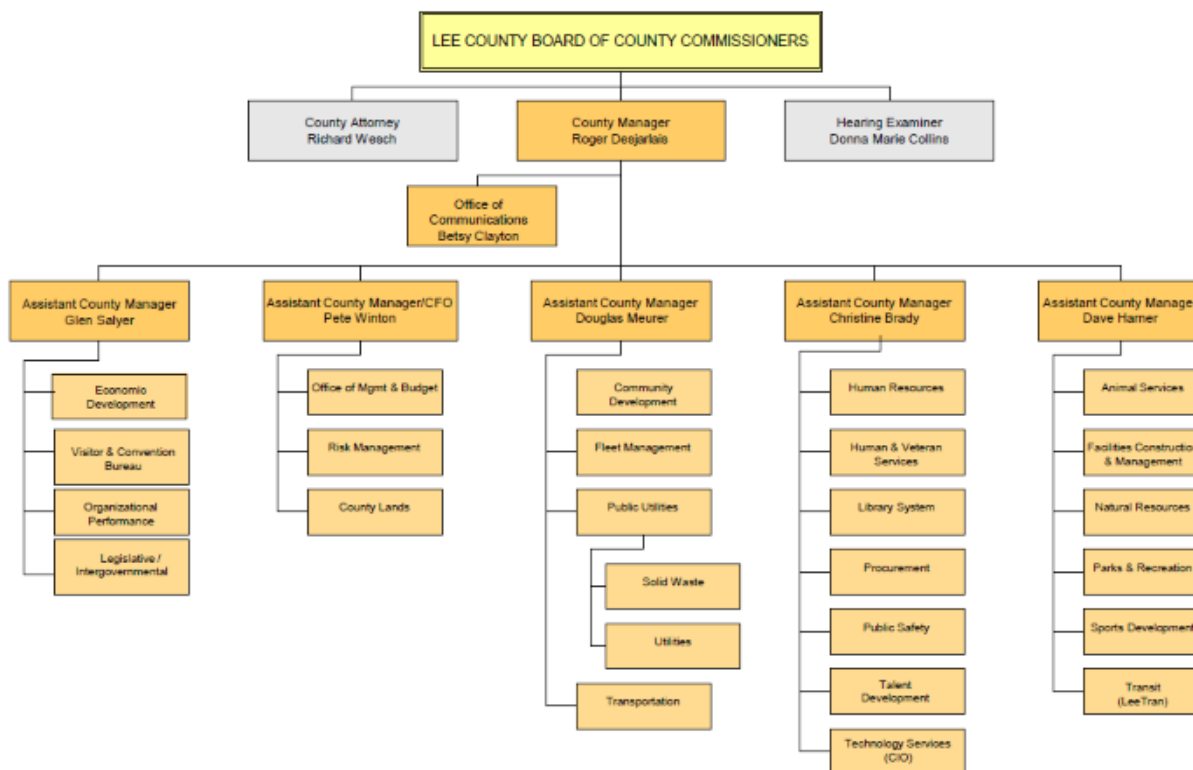 LEE COUNTY BOARD OF COUNTY COMMISSIONERS
County Attorney
Richard Wesch
County Manager
Roger Desjarlais
Hearing Examiner
Donna Marie Collins
Office of
Communications
Betsy Clayton
Assistant County Manager
Glen Salyer
Assistant County Manager/CFO
Pete Winton
Assistant County Manager
Douglas Meurer
Assistant County Manager
Christine Brady
Assistant County Manage
Dave Harner
Economic
Development
Visitor & Convention
Bureau
Organizational
Performance
Legislative /
Intergovernmental
Office of Mgmt & Budget
Risk Management
County Lands
Community
Development
Fleet Management
Public Utilities
Solid Waste
Utilities
Transportation
Human Resources
Human & Veteran
Services
Library System
Procurement
Public Safety
Talent
Development
Technology Services
(CIO)
Animal Services
Facilities Construction
& Management
Natural Resources
Parks & Recreation
Sports Development
Transit
(LeeTran)